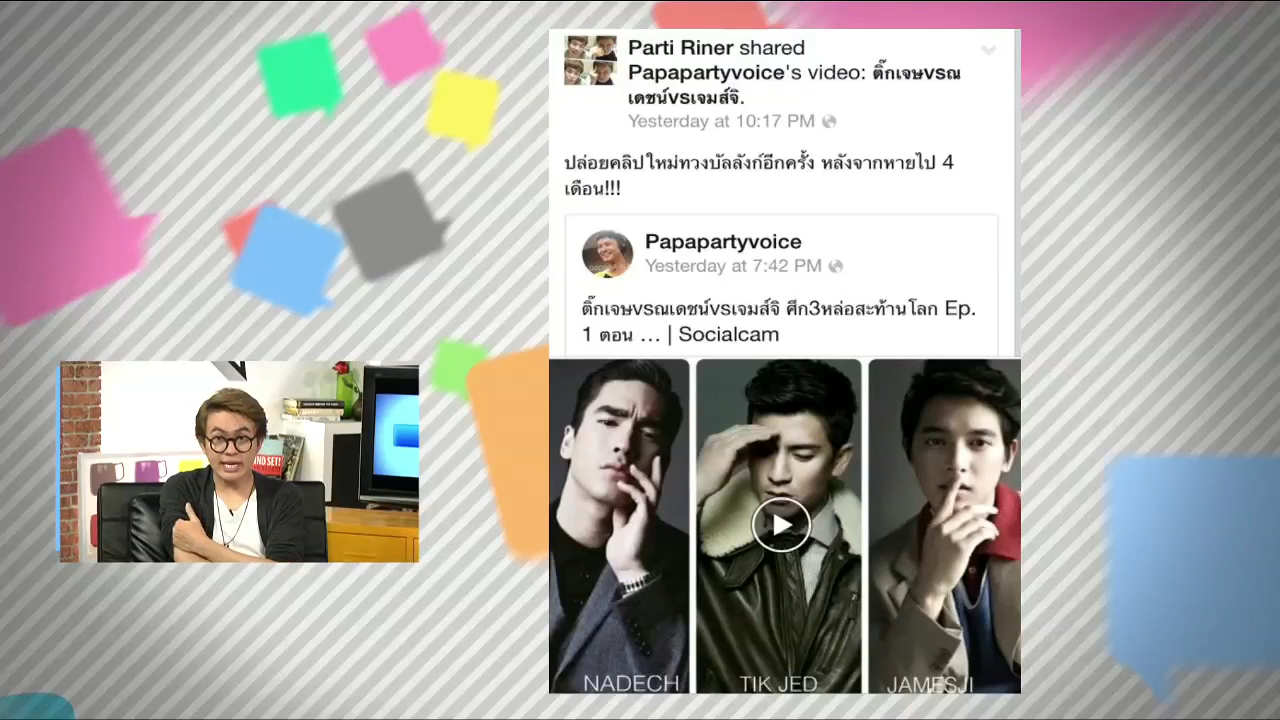 Parti Riner shared
Papapartyvoice's video: ติ๊กเจษvsณ
เดชน์vsเจมส์จิ.
Yesterday at 10:17 PM
ปล่อยคลิปใหม่ทวงบัลลังก์อีกครั้ง หลังจากหายไป 4
เดือน!!!
Papapartyvoice
Yesterday at 7:42 PM
ติ๊กเจษvsณเดชน์vsเจมส์จิ ศึก3หล่อสะท้านโลก Ep.
1 ตอน ... | Socialcam
ND SET!
NADECH
TIK JED
JAMESJI